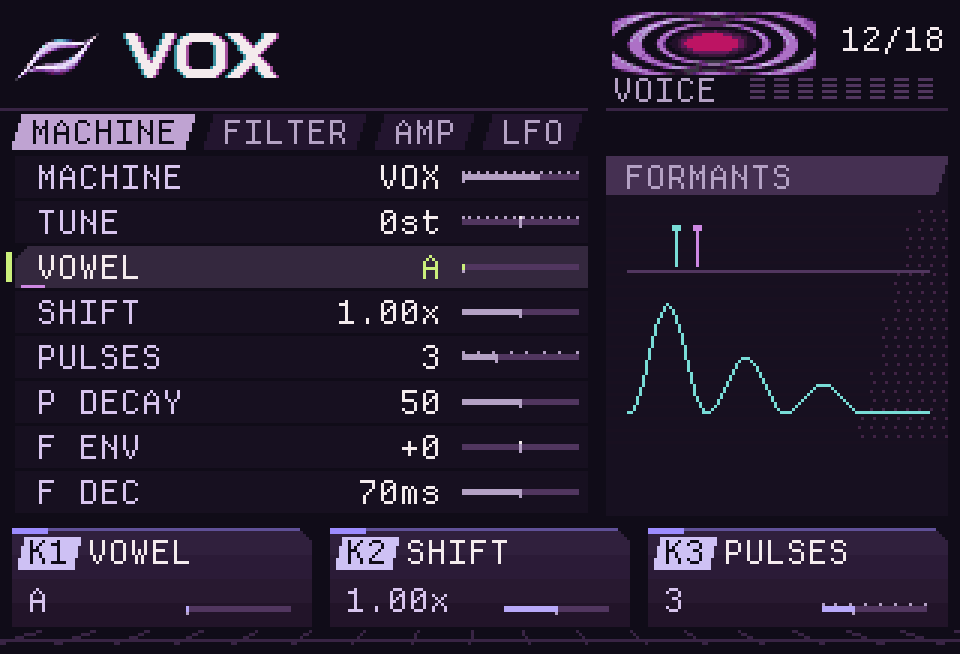 VOX
12/18
VOICE
MACHINE FILTER AMP LFO
MACHINE VOX
TUNE 0st
VOWEL A
SHIFT 1.00x
PULSES 3
P DECAY 50
F ENV +0
F DEC 70ms
FORMANTS
K1 VOWEL
A
K2 SHIFT
1.00x
K3 PULSES
3